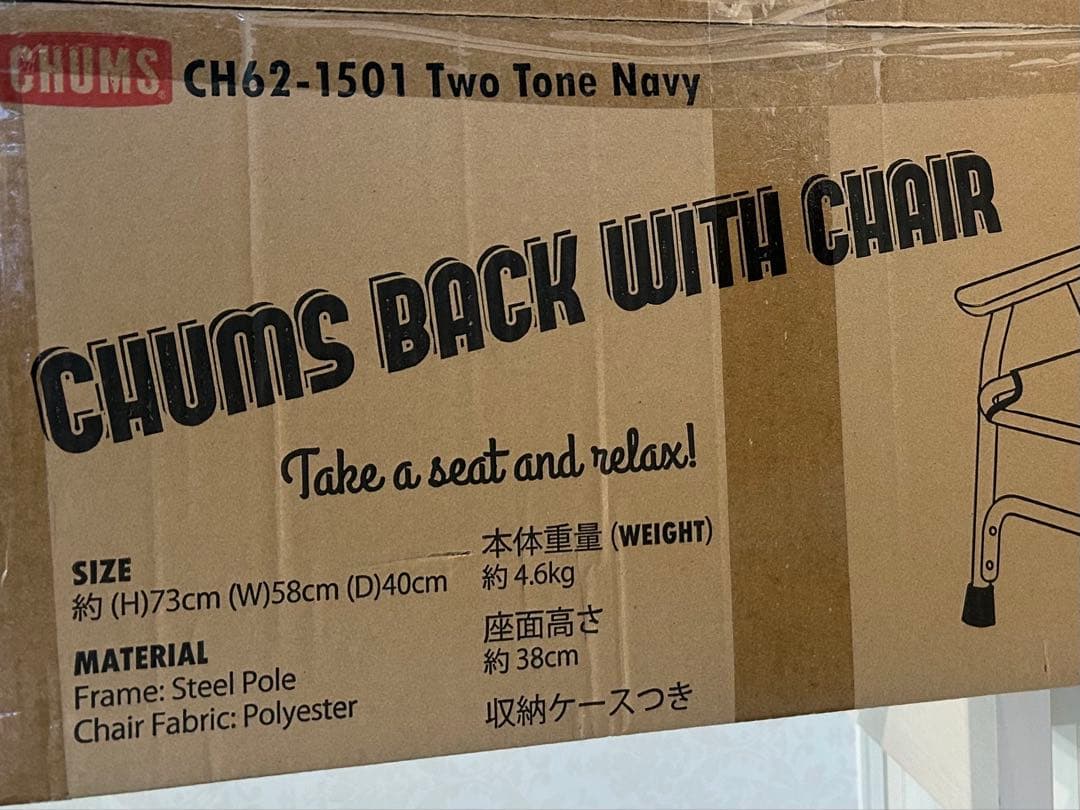 CHUMS
CH62-1501 Two Tone Navy
CHUMS BACK WITH CHAIR
Take a seat and relax!
SIZE
約 (H)73cm (W)58cm (D)40cm
MATERIAL
Frame: Steel Pole
Chair Fabric: Polyester
本体重量 (WEIGHT)
約 4.6kg
座面高さ
約 38cm
収納ケースつき